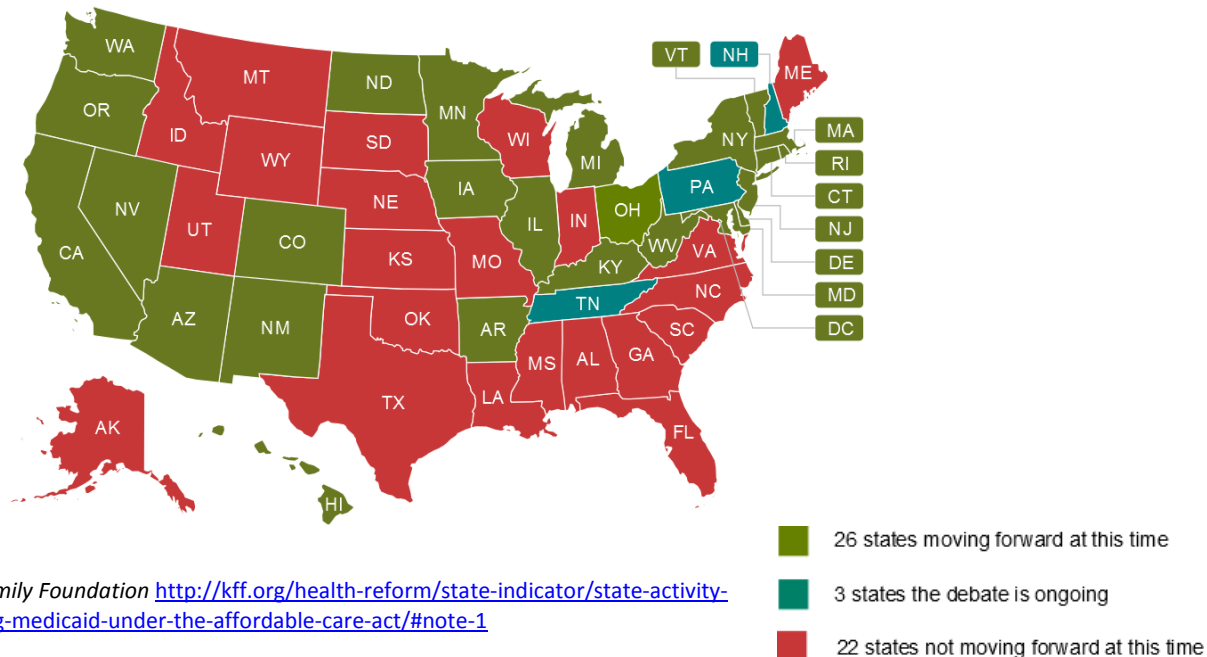 WA
OR
CA
NV
ID
MT
WY
UT
AZ
CO
NM
ND
SD
NE
KS
OK
TX
MN
IA
MO
AR
LA
WI
IL
MS
MI
IN
KY
TN
AL
OH
WV
GA
FL
SC
NC
VA
PA
NY
VT
NH
ME
MA
RI
CT
NJ
DE
MD
DC
AK
HI
26 states moving forward at this time
3 states the debate is ongoing
22 states not moving forward at this time
mily Foundation http://kff.org/health-reform/state-indicator/state-activity-
g-medicaid-under-the-affordable-care-act/#note-1